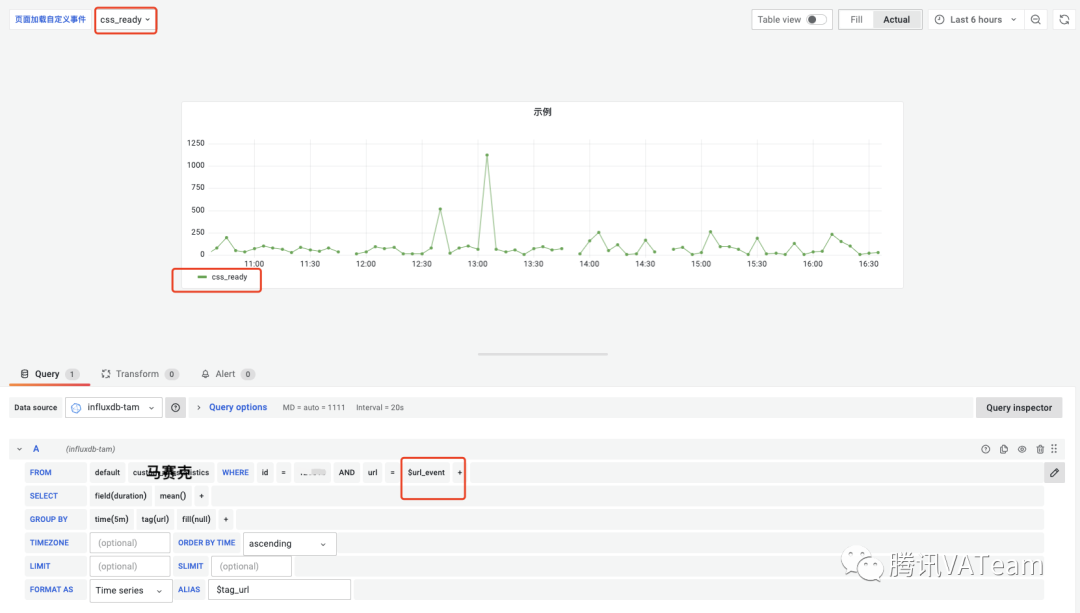 页面加载自定义事件 css_ready Table view Fill Actual Last 6 hours
示例
1250
1000
750
500
250
0
11:00 11:30 12:00 12:30 13:00 13:30 14:00 14:30 15:00 15:30 16:00 16:30
css_ready
Query 1 Transform 0 Alert 0
Data source influxdb-tam Query options MD = auto = 1111 Interval = 20s Query inspector
A (influxdb-tam)
FROM default 马赛克 WHERE id = AND url = $url_event +
SELECT field(duration) mean() +
GROUP BY time(5m) tag(url) fill(null) +
TIMEZONE (optional) ORDER BY TIME ascending
LIMIT (optional) SLIMIT (optional)
FORMAT AS Time series ALIAS $tag_url
腾讯VATeam